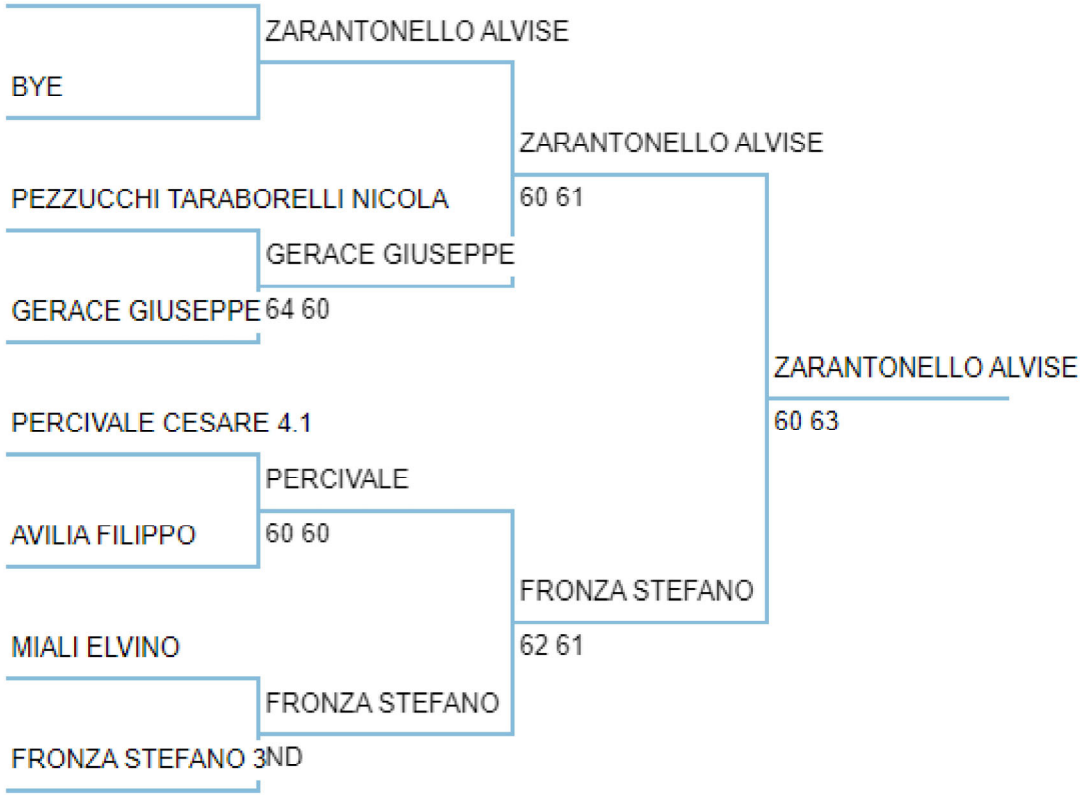 ZARANTONELLO ALVISE
BYE
ZARANTONELLO ALVISE
PEZZUCCHI TARABORELLI NICOLA
60 61
GERACE GIUSEPPE
GERACE GIUSEPPE
64 60
ZARANTONELLO ALVISE
PERCIVALE CESARE 4.1
60 63
PERCIVALE
AVILIA FILIPPO
60 60
FRONZA STEFANO
MIALI ELVINO
62 61
FRONZA STEFANO
FRONZA STEFANO 3
ND